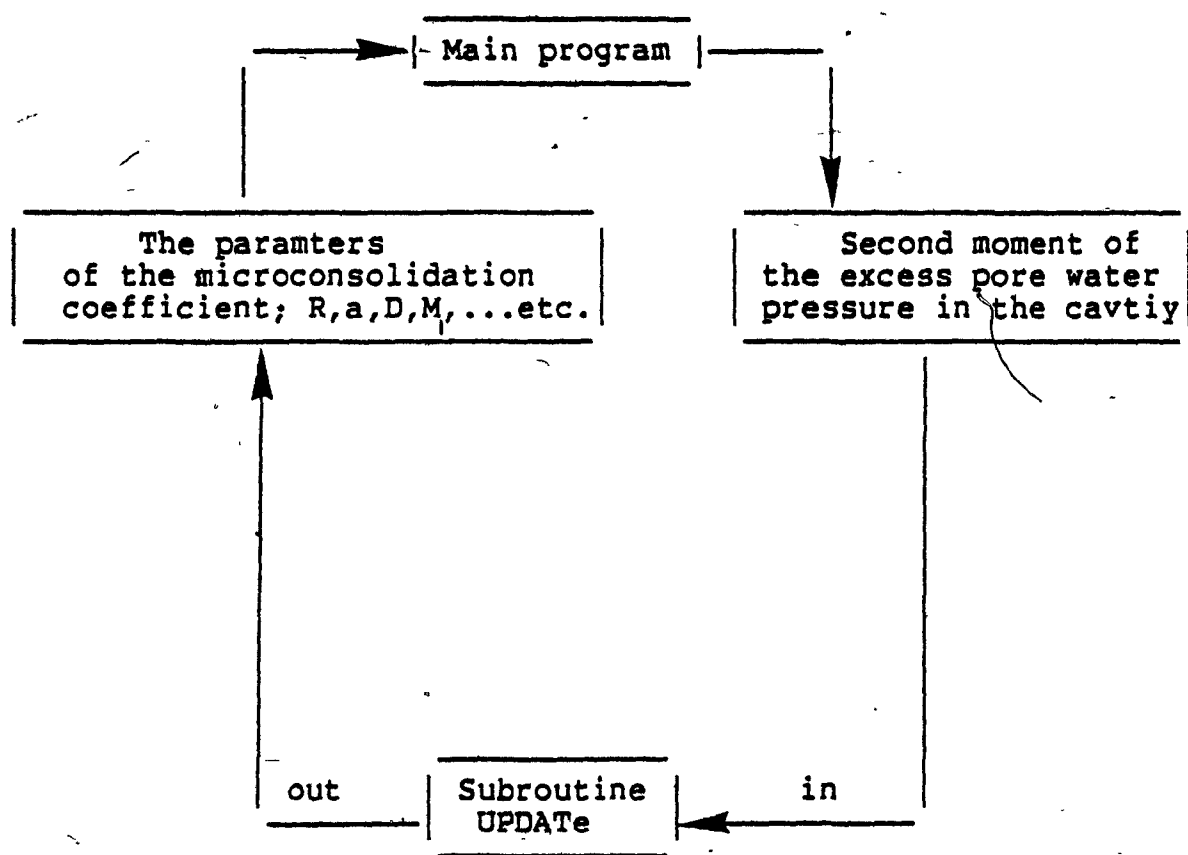 Main program
The paramters
of the microconsolidation
coefficient; R,a,D,M,...etc.
Second moment of
the excess pore water
pressure in the cavtiy
out
Subroutine
UPDATe
in